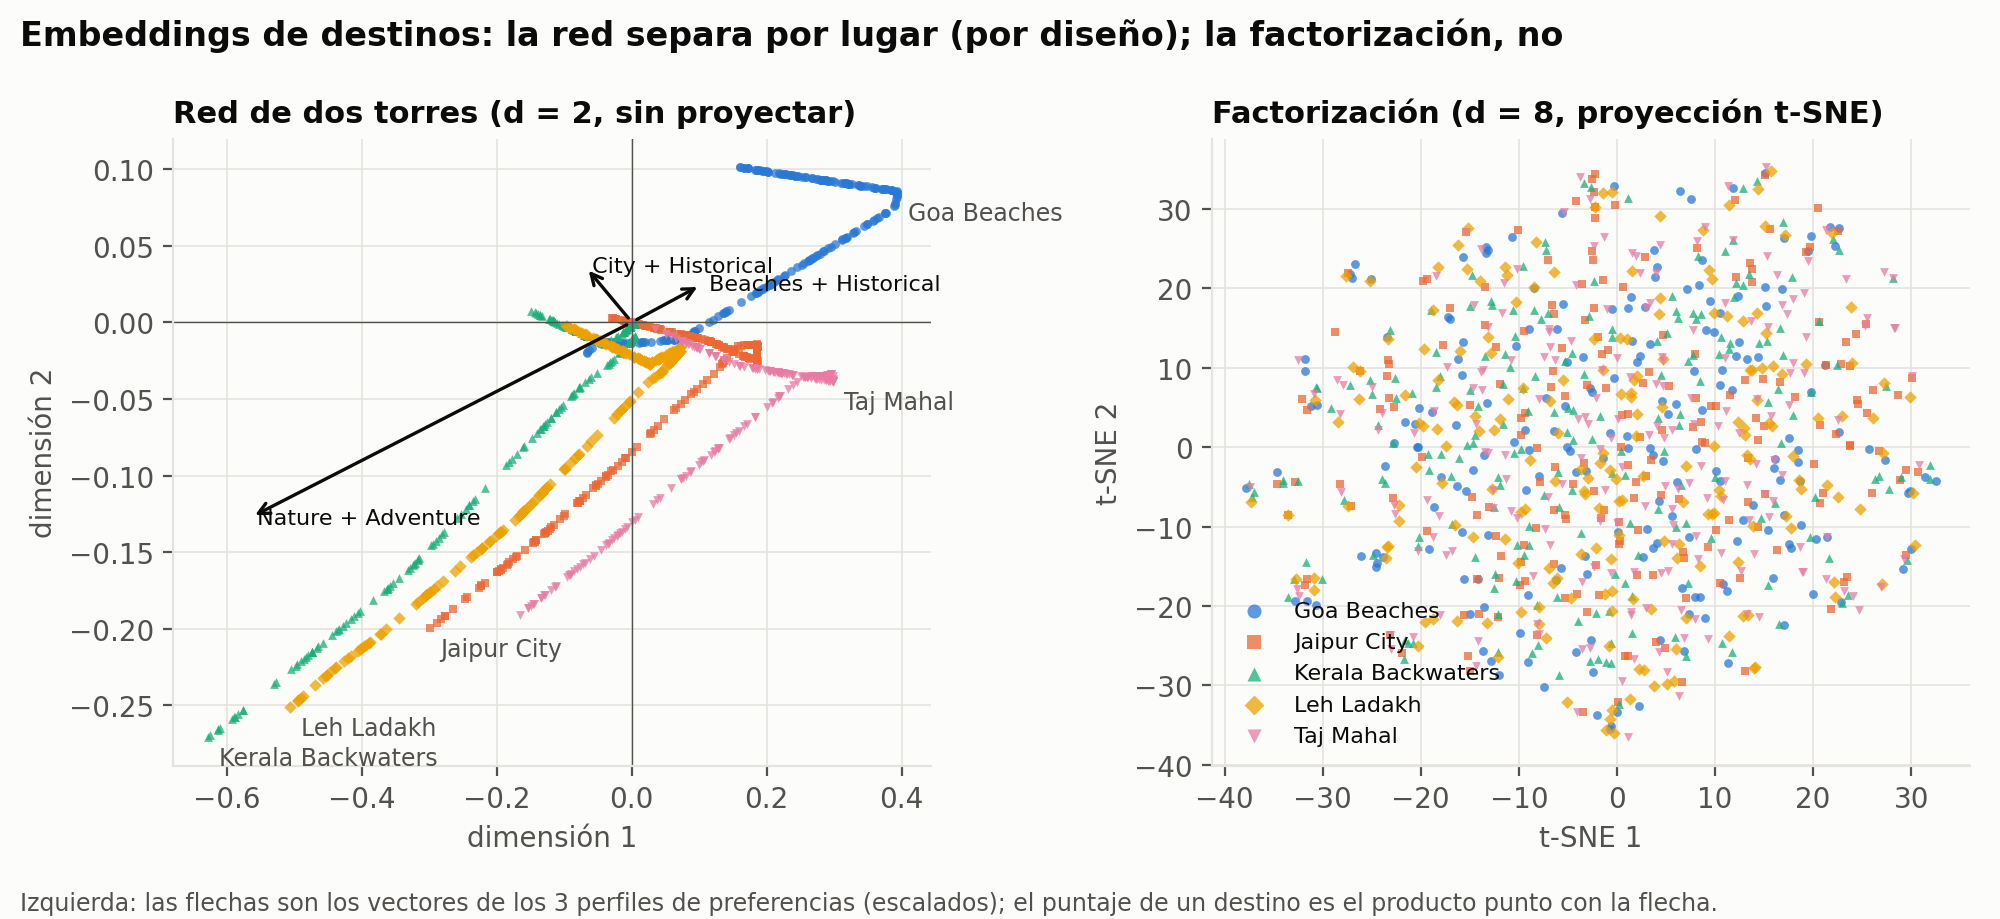 Embeddings de destinos: la red separa por lugar (por diseño); la factorización, no
Red de dos torres (d = 2, sin proyectar)
0.10
0.05
0.00
−0.05
−0.10
−0.15
−0.20
−0.25
dimensión 2
Goa Beaches
City + Historical
Beaches + Historical
Taj Mahal
Nature + Adventure
Jaipur City
Leh Ladakh
Kerala Backwaters
−0.6
−0.4
−0.2
0.0
0.2
0.4
dimensión 1
Factorización (d = 8, proyección t-SNE)
30
20
10
0
−10
−20
−30
−40
t-SNE 2
Goa Beaches
Jaipur City
Kerala Backwaters
Leh Ladakh
Taj Mahal
−40
−30
−20
−10
0
10
20
30
t-SNE 1
Izquierda: las flechas son los vectores de los 3 perfiles de preferencias (escalados); el puntaje de un destino es el producto punto con la flecha.